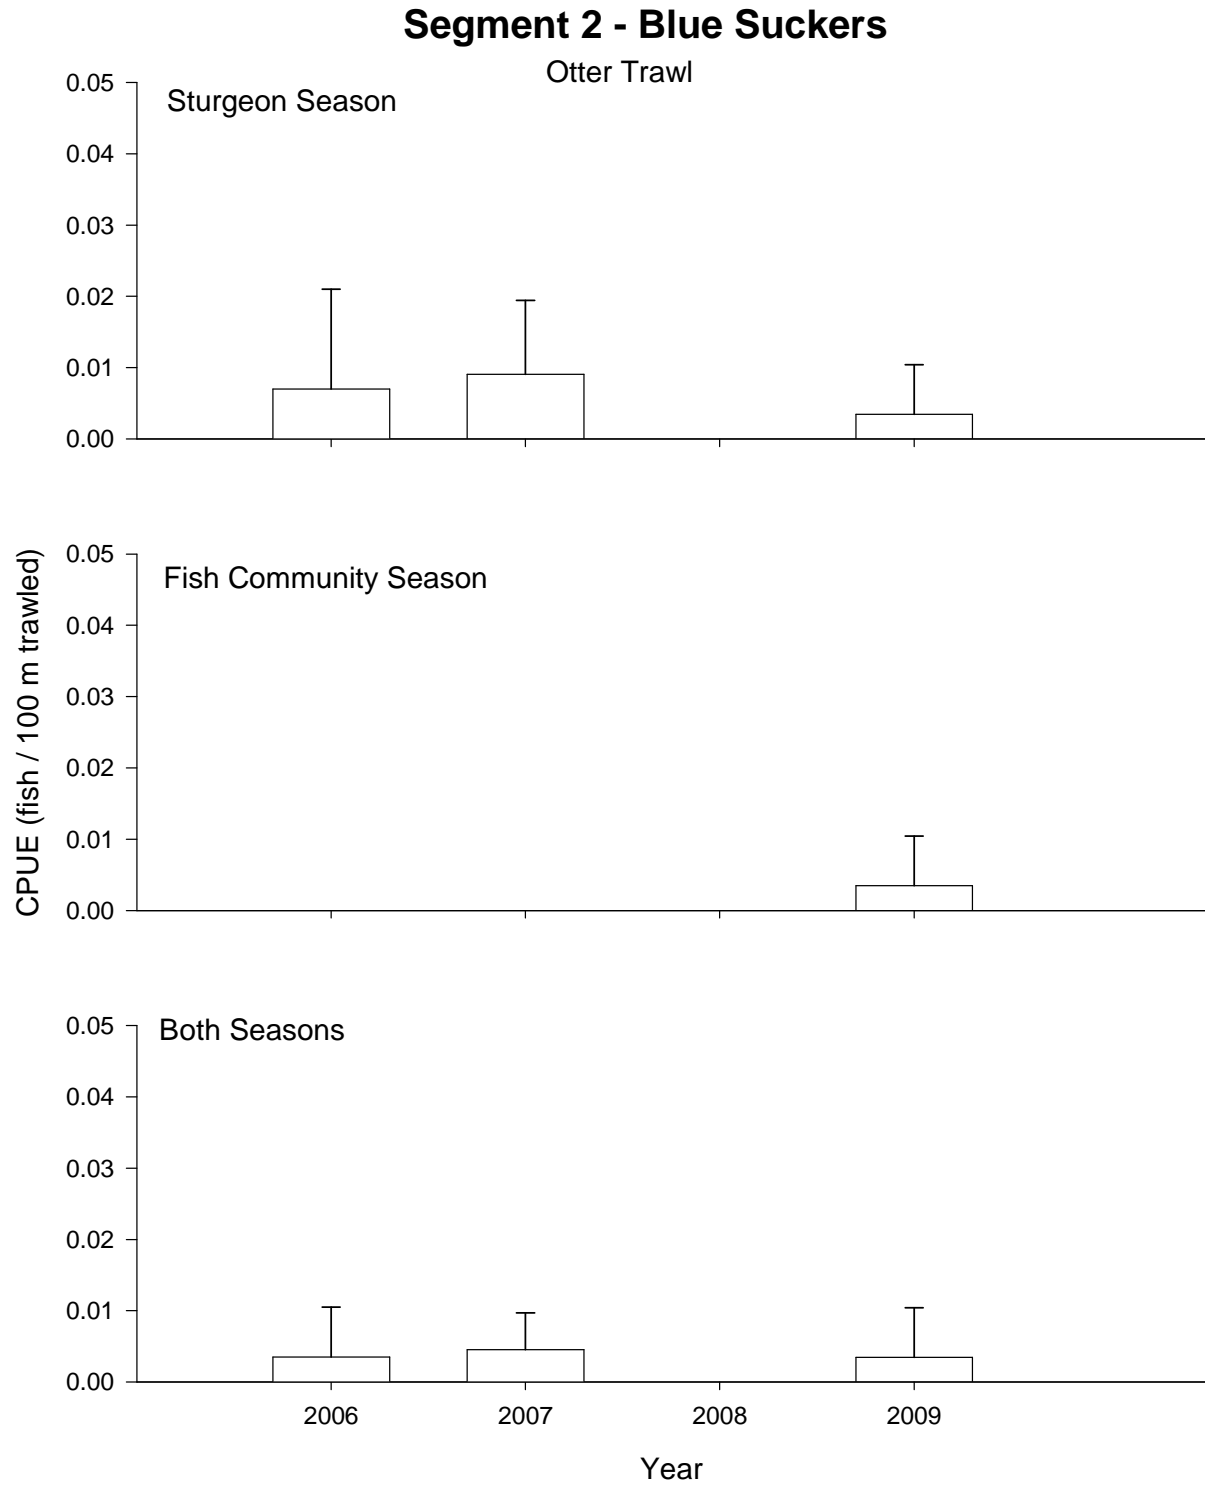 Segment 2 - Blue Suckers
Otter Trawl
Sturgeon Season
0.05
0.04
0.03
0.02
0.01
0.00
CPUE (fish / 100 m trawled)
Fish Community Season
0.05
0.04
0.03
0.02
0.01
0.00
Both Seasons
0.05
0.04
0.03
0.02
0.01
0.00
2006 2007 2008 2009
Year